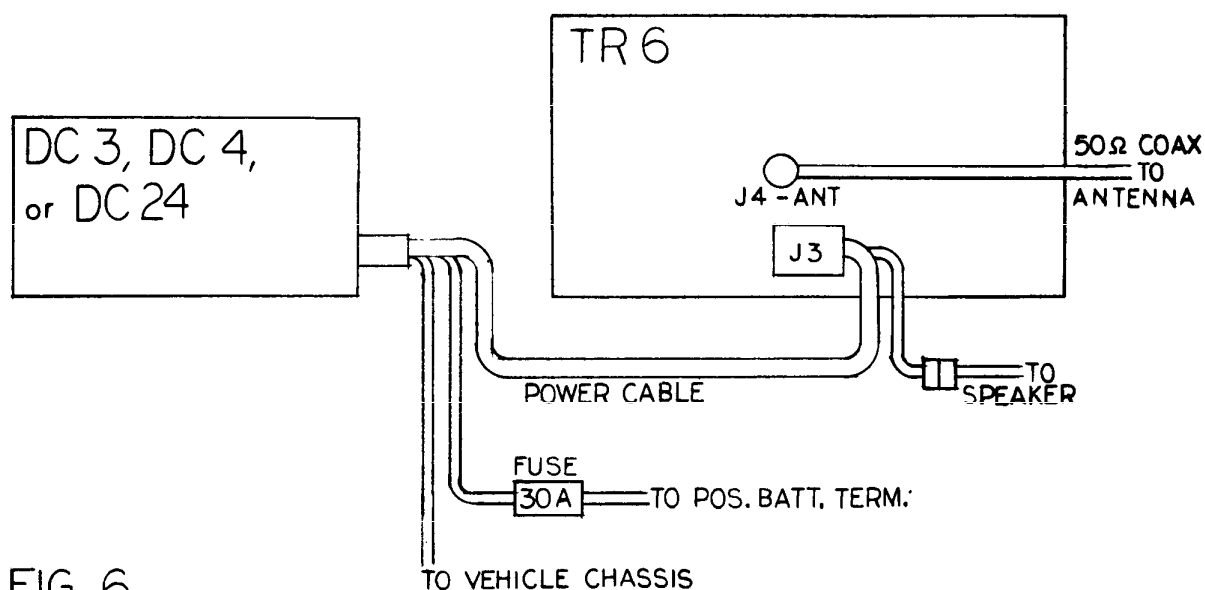 TR 6
DC 3, DC 4,
or DC 24
50Ω COAX
TO
ANTENNA
J4 - ANT
J3
POWER CABLE
TO
SPEAKER
FUSE
30A
TO POS. BATT. TERM.
TO VEHICLE CHASSIS
FIG. 6